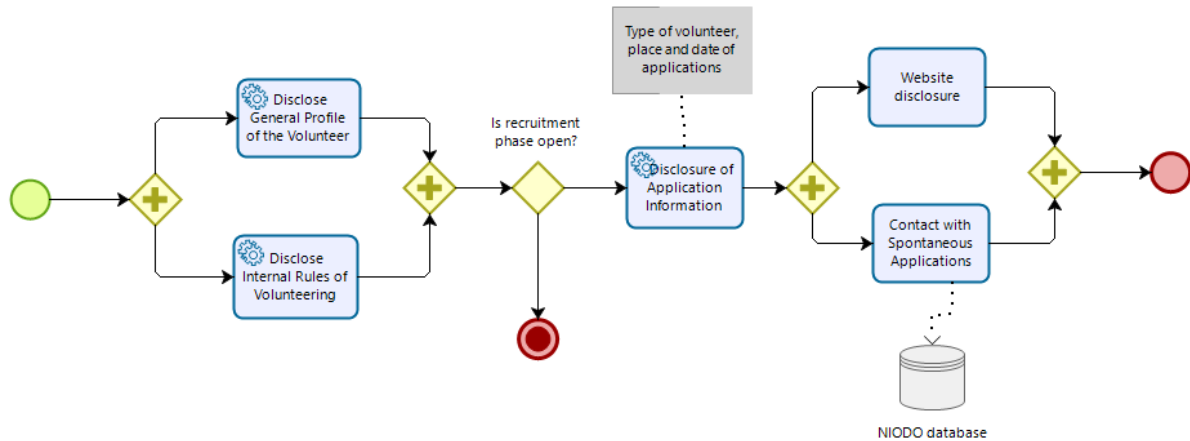 Disclose
General Profile
of the Volunteer
Disclose
Internal Rules of
Volunteering
Is recruitment
phase open?
Type of volunteer,
place and date of
applications
Disclosure of
Application
Information
Website
disclosure
Contact with
Spontaneous
Applications
NIODO database